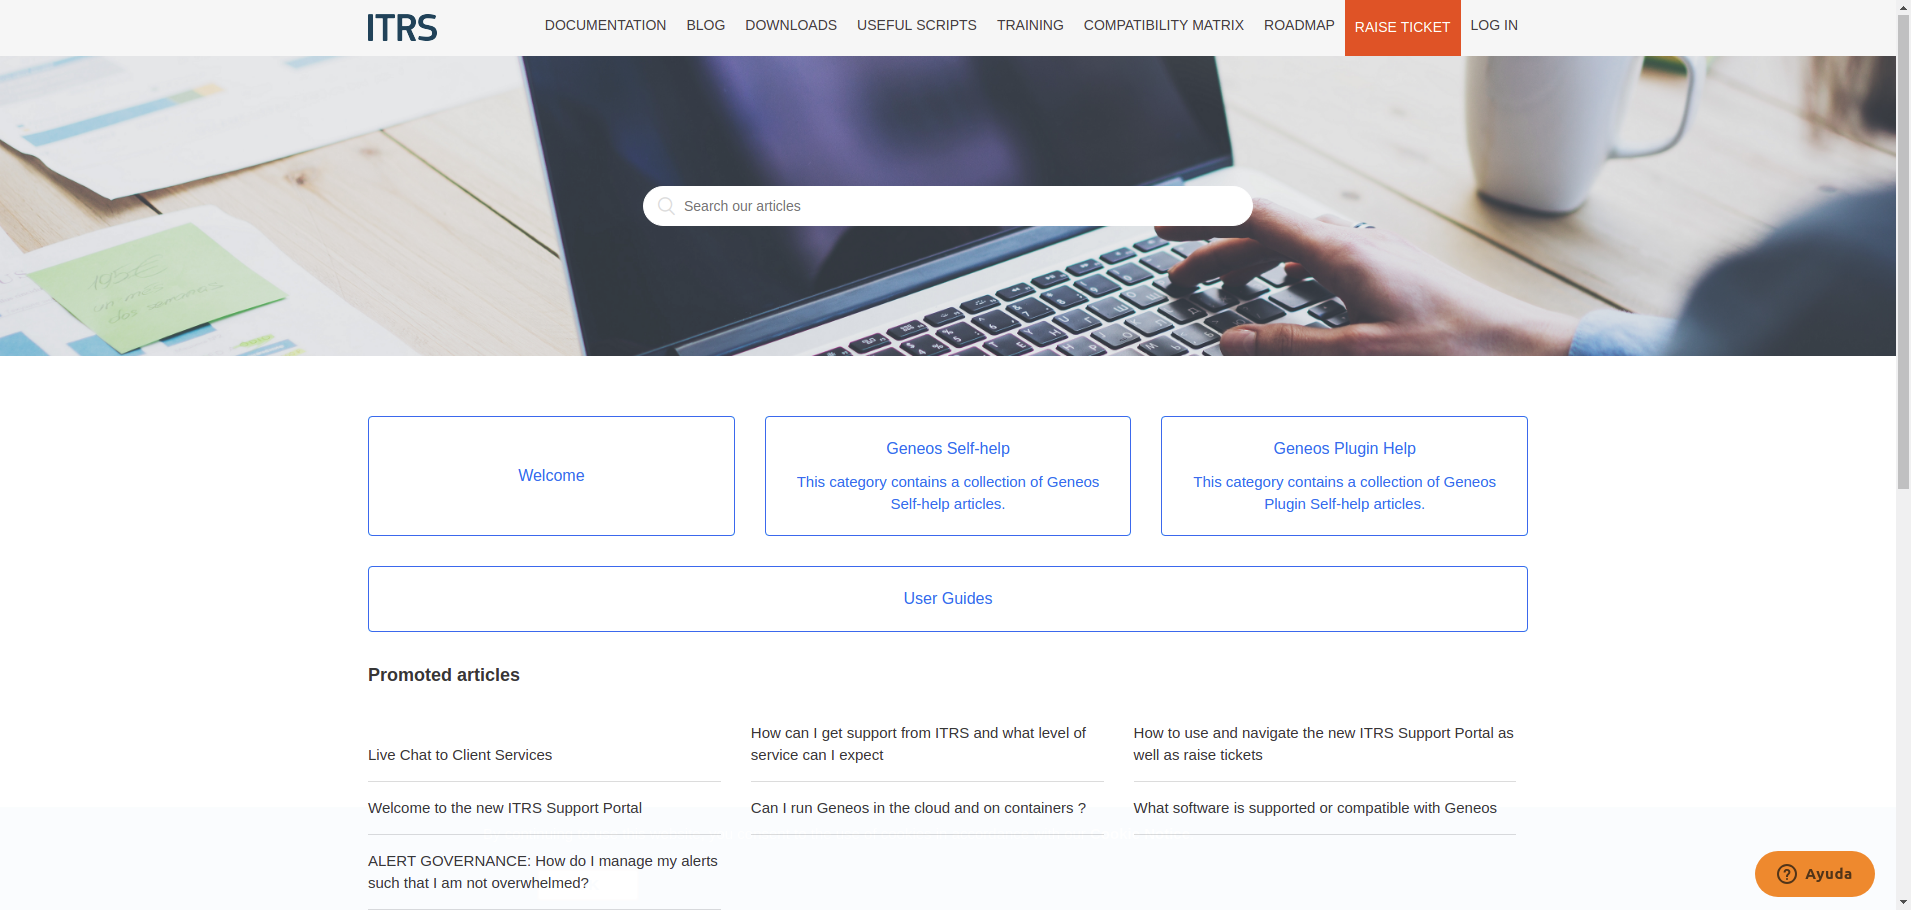 ITRS
DOCUMENTATION BLOG DOWNLOADS USEFUL SCRIPTS TRAINING COMPATIBILITY MATRIX ROADMAP RAISE TICKET LOG IN
Search our articles
Welcome
Geneos Self-help
This category contains a collection of Geneos
Self-help articles.
Geneos Plugin Help
This category contains a collection of Geneos
Plugin Self-help articles.
User Guides
Promoted articles
Live Chat to Client Services
How can I get support from ITRS and what level of
service can I expect
How to use and navigate the new ITRS Support Portal as
well as raise tickets
Welcome to the new ITRS Support Portal
Can I run Geneos in the cloud and on containers ?
What software is supported or compatible with Geneos
ALERT GOVERNANCE: How do I manage my alerts
such that I am not overwhelmed?
Ayuda